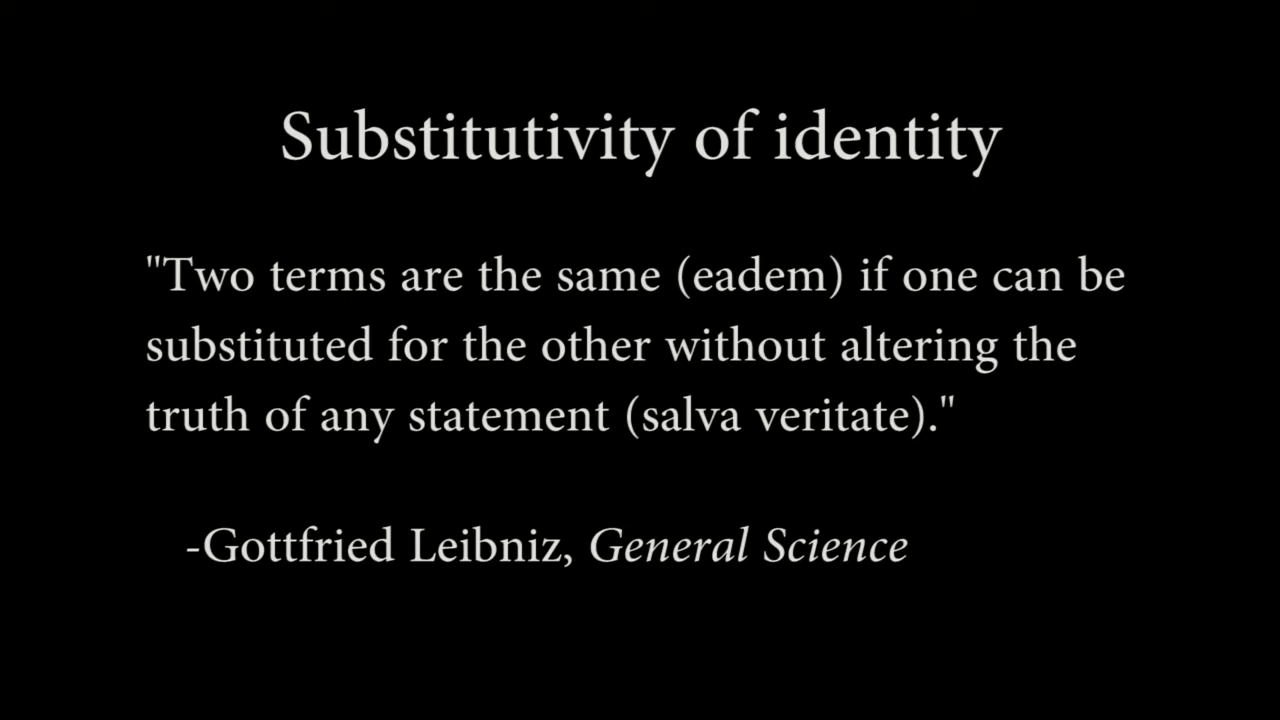 Substitutivity of identity
"Two terms are the same (eadem) if one can be
substituted for the other without altering the
truth of any statement (salva veritate)."
-Gottfried Leibniz, General Science